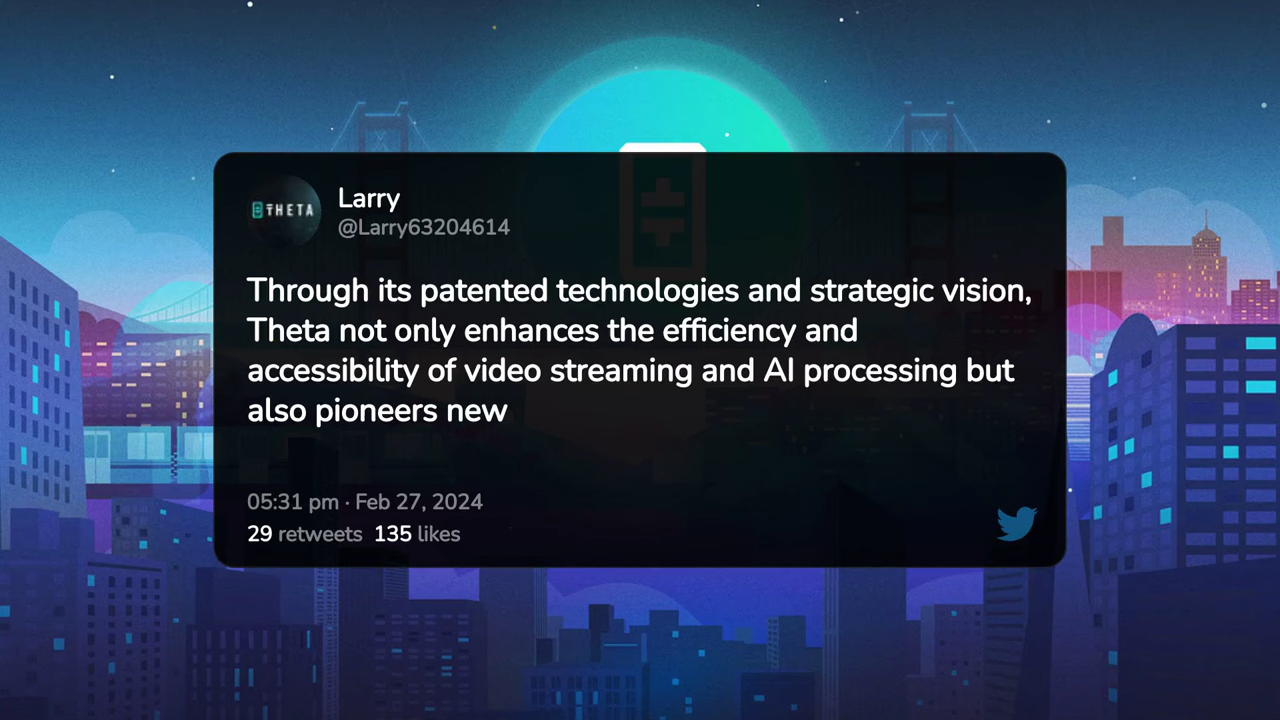 THETA
Larry
@Larry63204614
Through its patented technologies and strategic vision,
Theta not only enhances the efficiency and
accessibility of video streaming and AI processing but
also pioneers new
05:31 pm · Feb 27, 2024
29 retweets 135 likes